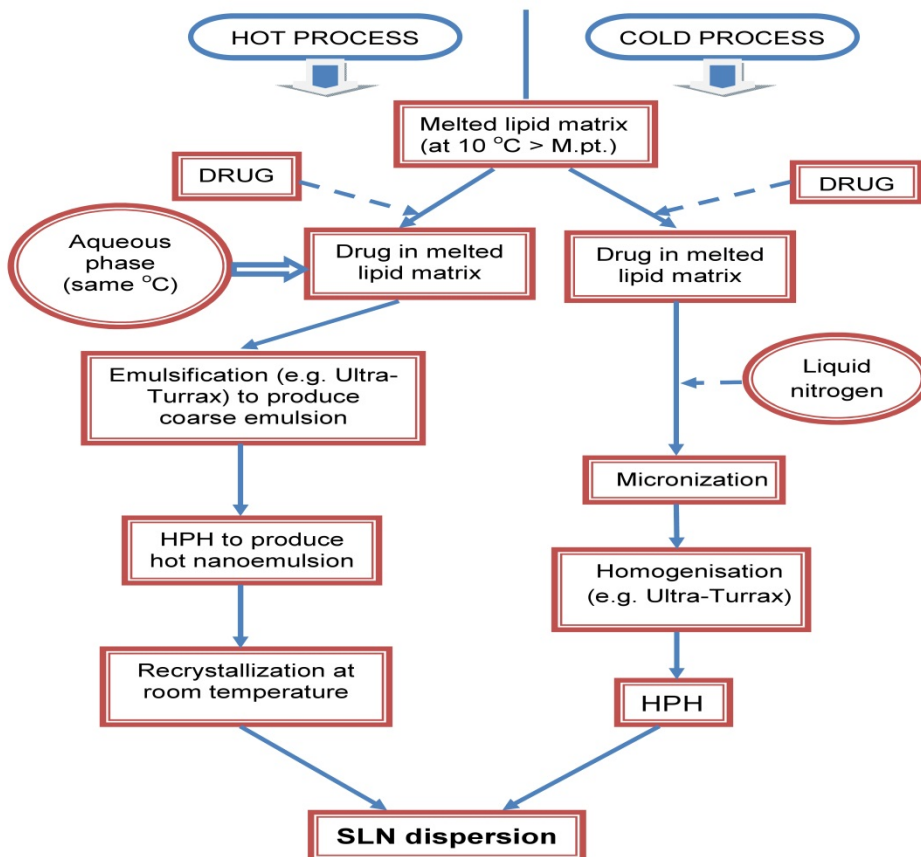 HOT PROCESS
COLD PROCESS
Melted lipid matrix
(at 10 °C > M.pt.)
DRUG
DRUG
Aqueous
phase
(same °C)
Drug in melted
lipid matrix
Drug in melted
lipid matrix
Emulsification (e.g. Ultra-
Turrax) to produce
coarse emulsion
Liquid
nitrogen
Micronization
HPH to produce
hot nanoemulsion
Homogenisation
(e.g. Ultra-Turrax)
Recrystallization at
room temperature
HPH
SLN dispersion